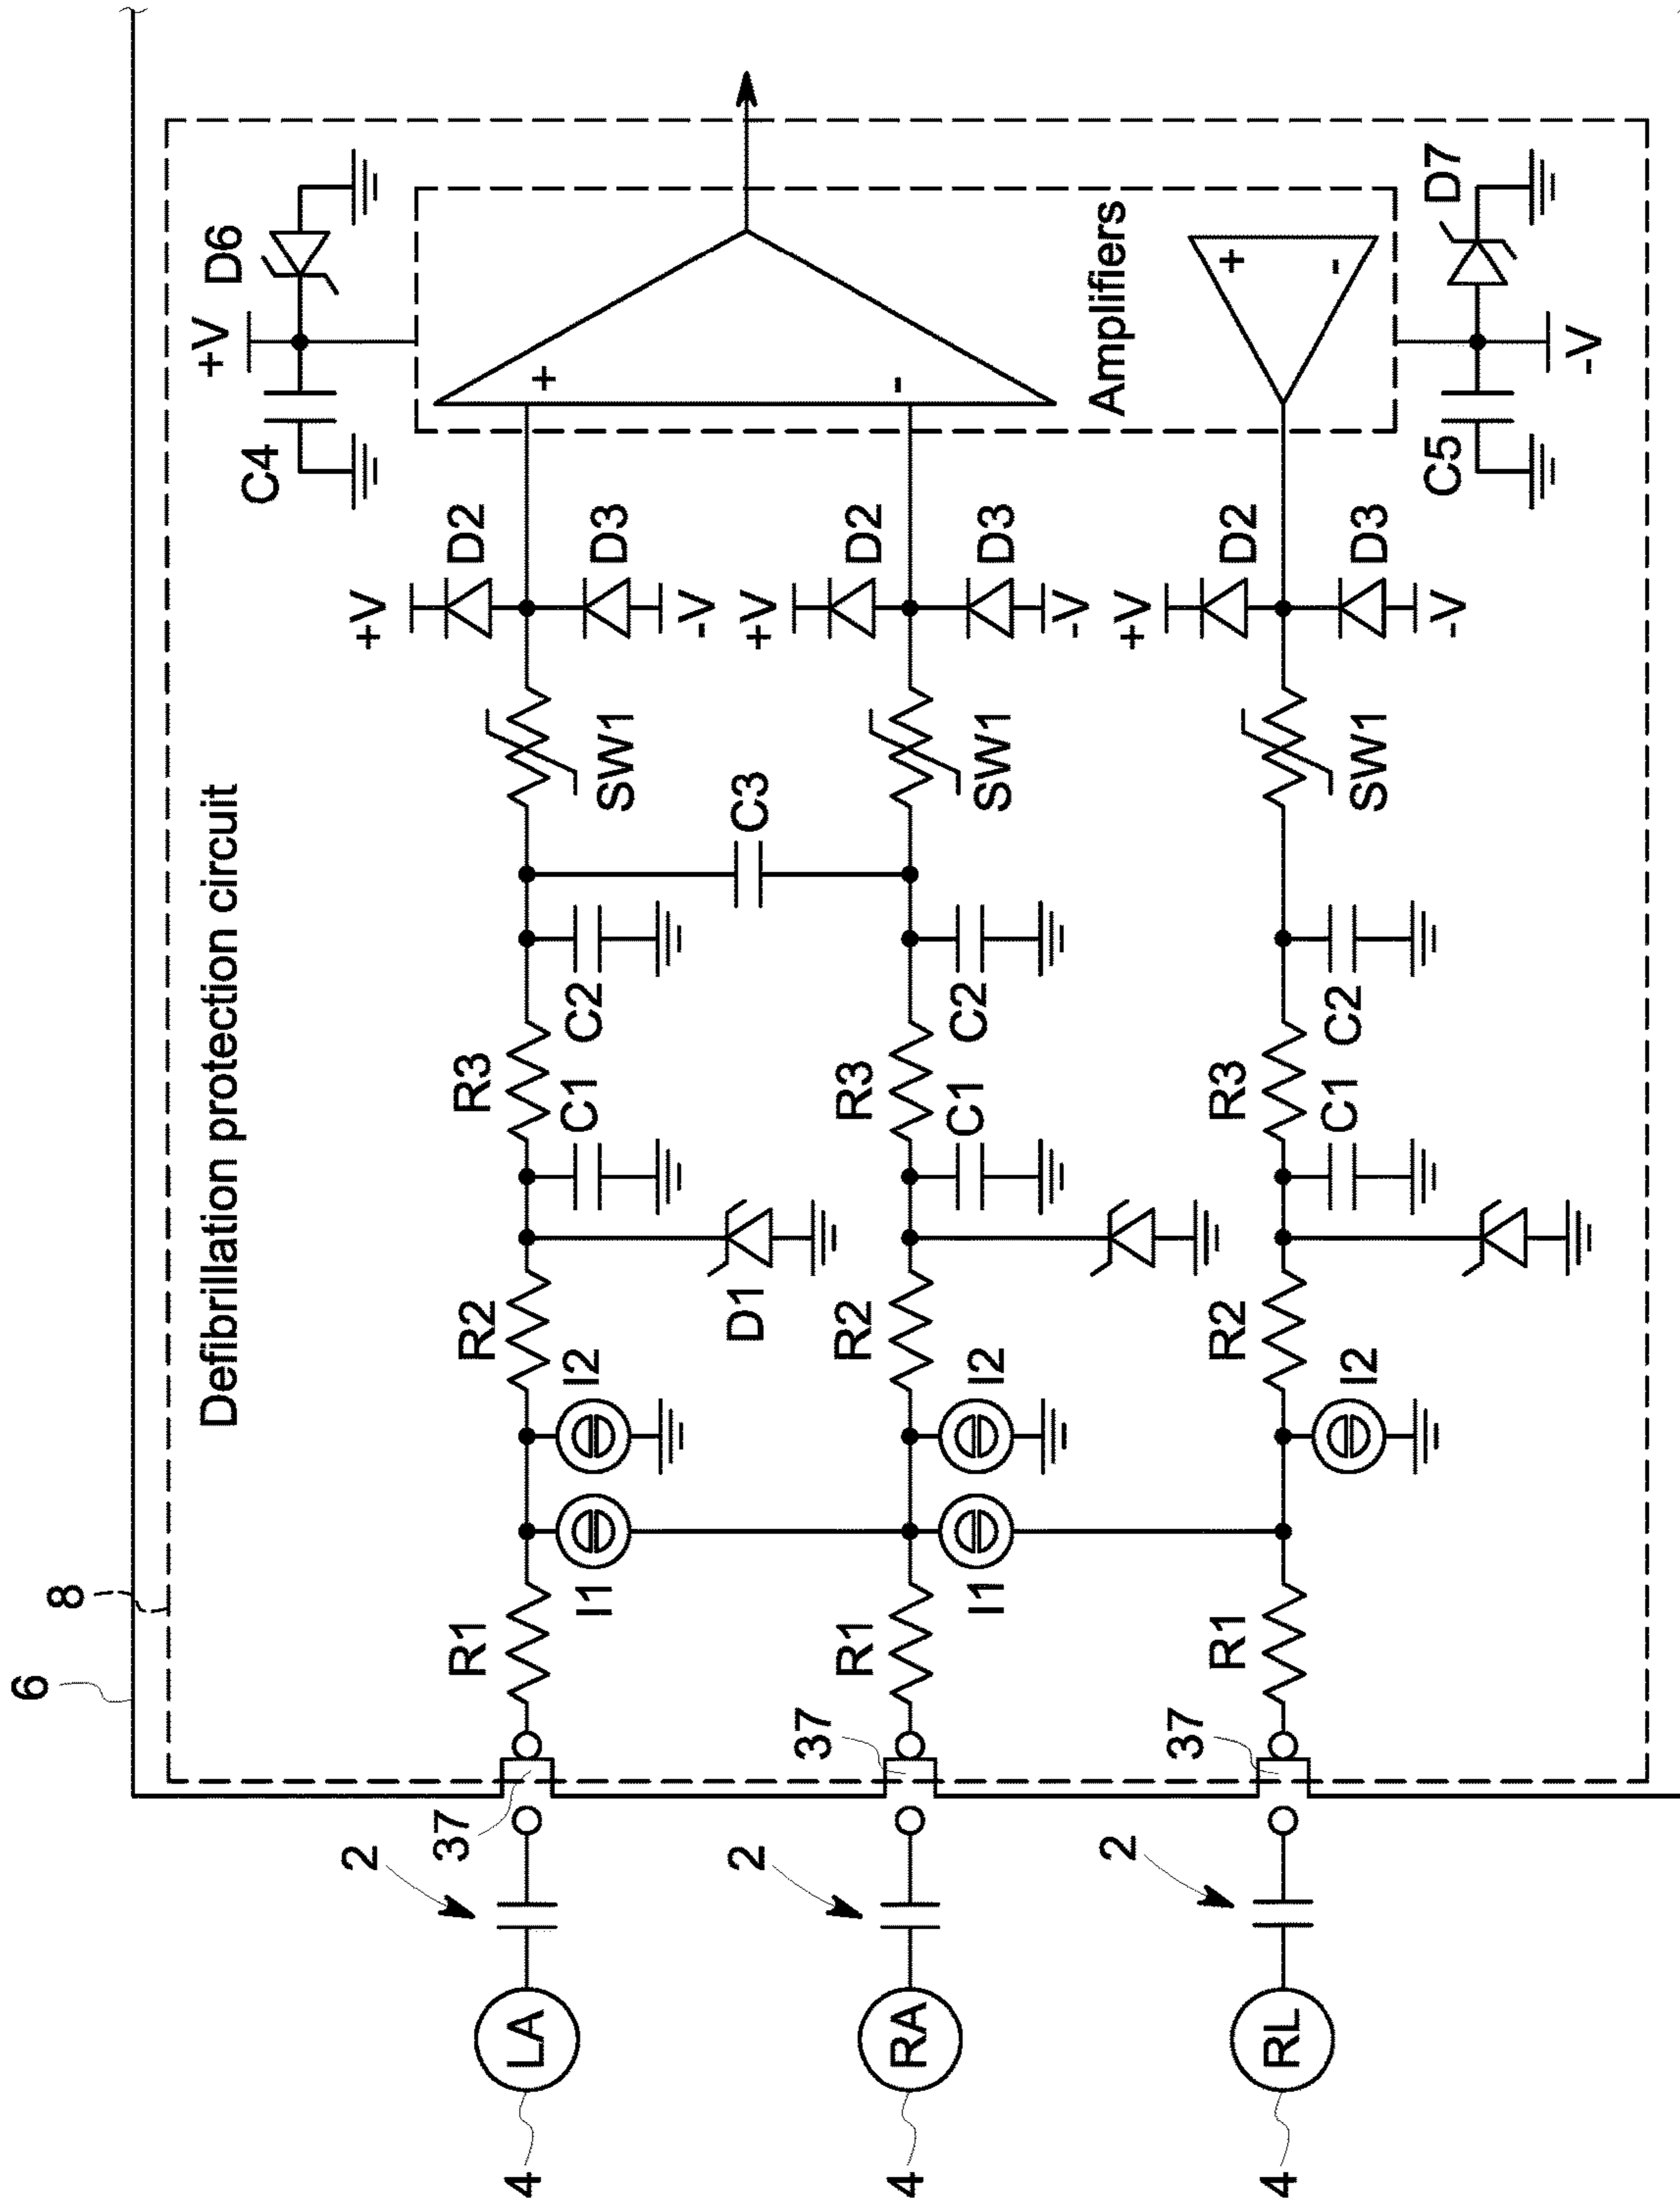 6
8
Defibrillation protection circuit
C4
+V
D6
LA
4
2
37
R1
I1
I2
R2
D1
C1
R3
C2
SW1
+V
D2
D3
-V
+
C3
RA
4
2
37
R1
I1
I2
R2
C1
R3
C2
SW1
+V
D2
D3
-V
-
Amplifiers
RL
4
2
37
R1
I2
R2
C1
R3
C2
SW1
+V
D2
D3
-V
+
-
C5
-V
D7